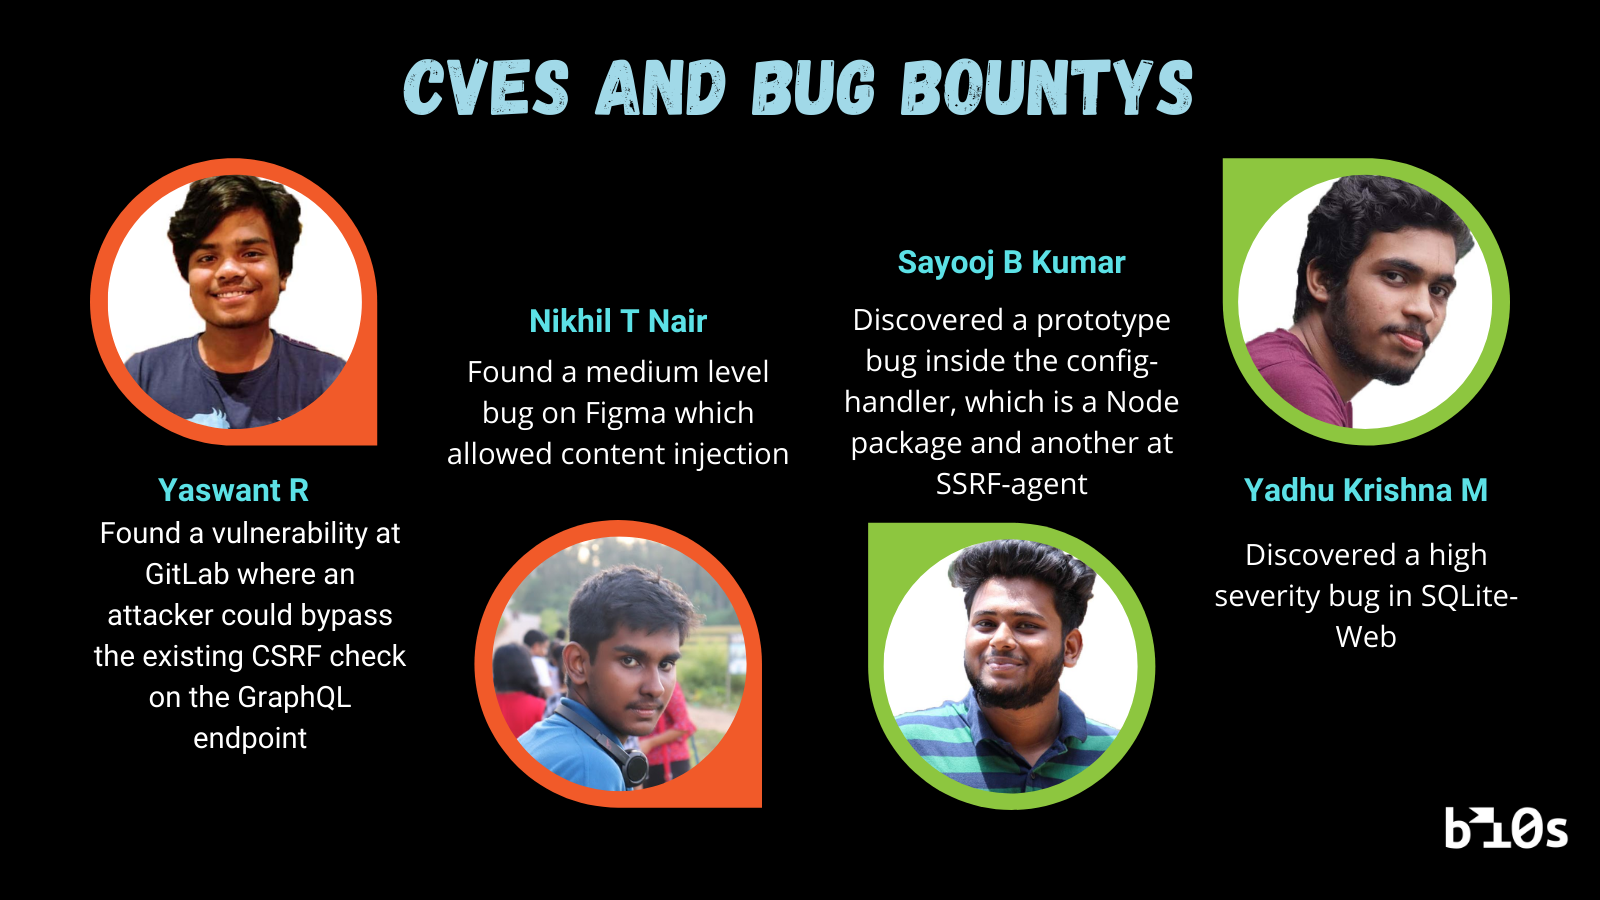 CVES AND BUG BOUNTYS
Yaswant R
Found a vulnerability at
GitLab where an
attacker could bypass
the existing CSRF check
on the GraphQL
endpoint
Nikhil T Nair
Found a medium level
bug on Figma which
allowed content injection
Sayooj B Kumar
Discovered a prototype
bug inside the config-
handler, which is a Node
package and another at
SSRF-agent
Yadhu Krishna M
Discovered a high
severity bug in SQLite-
Web
bi0s